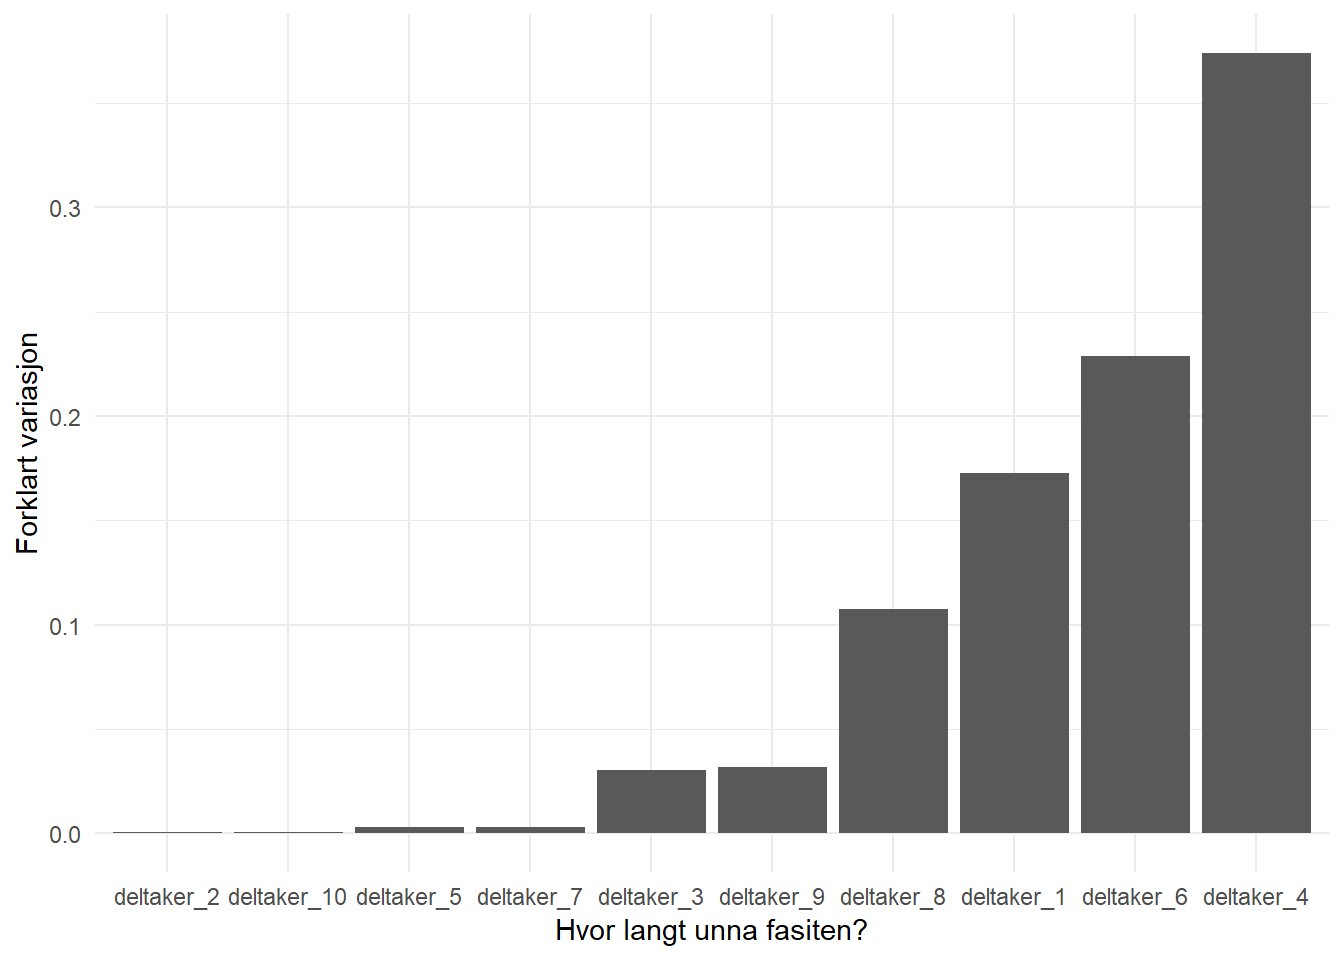 Forklart variasjon
0.3
0.2
0.1
0.0
deltaker_2 deltaker_10 deltaker_5 deltaker_7 deltaker_3 deltaker_9 deltaker_8 deltaker_1 deltaker_6 deltaker_4
Hvor langt unna fasiten?